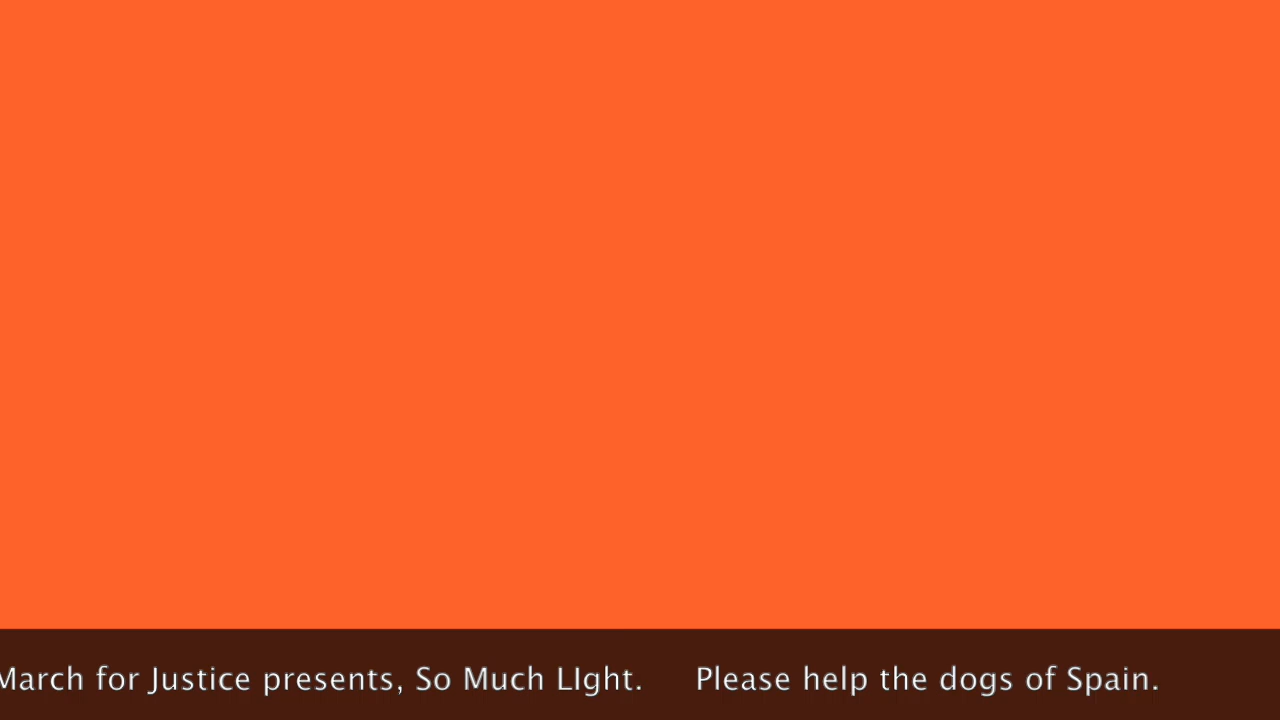 March for Justice presents, So Much LIght. Please help the dogs of Spain.